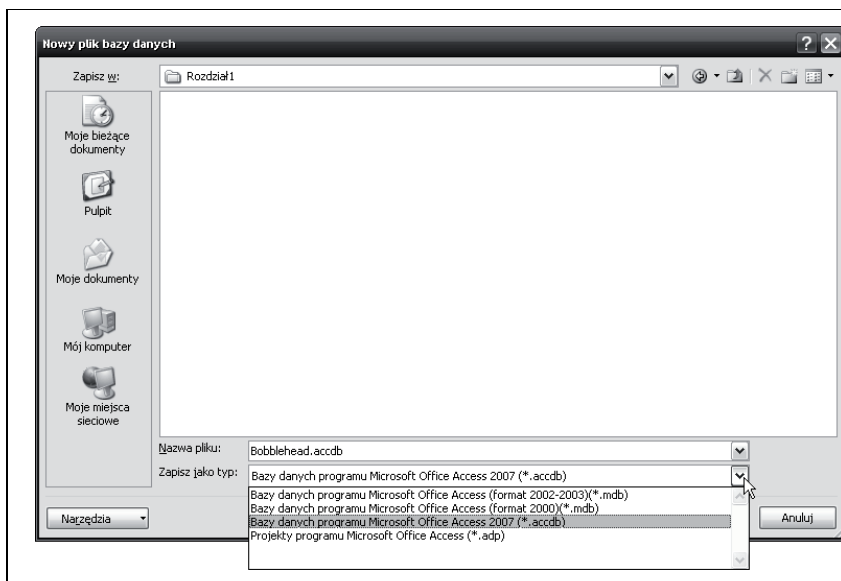 Nowy plik bazy danych
Zapisz w:
Rozdział1
Moje bieżące
dokumenty
Pulpit
Moje dokumenty
Mój komputer
Moje miejsca
sieciowe
Nazwa pliku:
Bobblehead.accdb
Zapisz jako typ:
Bazy danych programu Microsoft Office Access 2007 (*.accdb)
Bazy danych programu Microsoft Office Access (format 2002-2003)(*.mdb)
Bazy danych programu Microsoft Office Access (format 2000)(*.mdb)
Bazy danych programu Microsoft Office Access 2007 (*.accdb)
Projekty programu Microsoft Office Access (*.adp)
Narzędzia
Anuluj